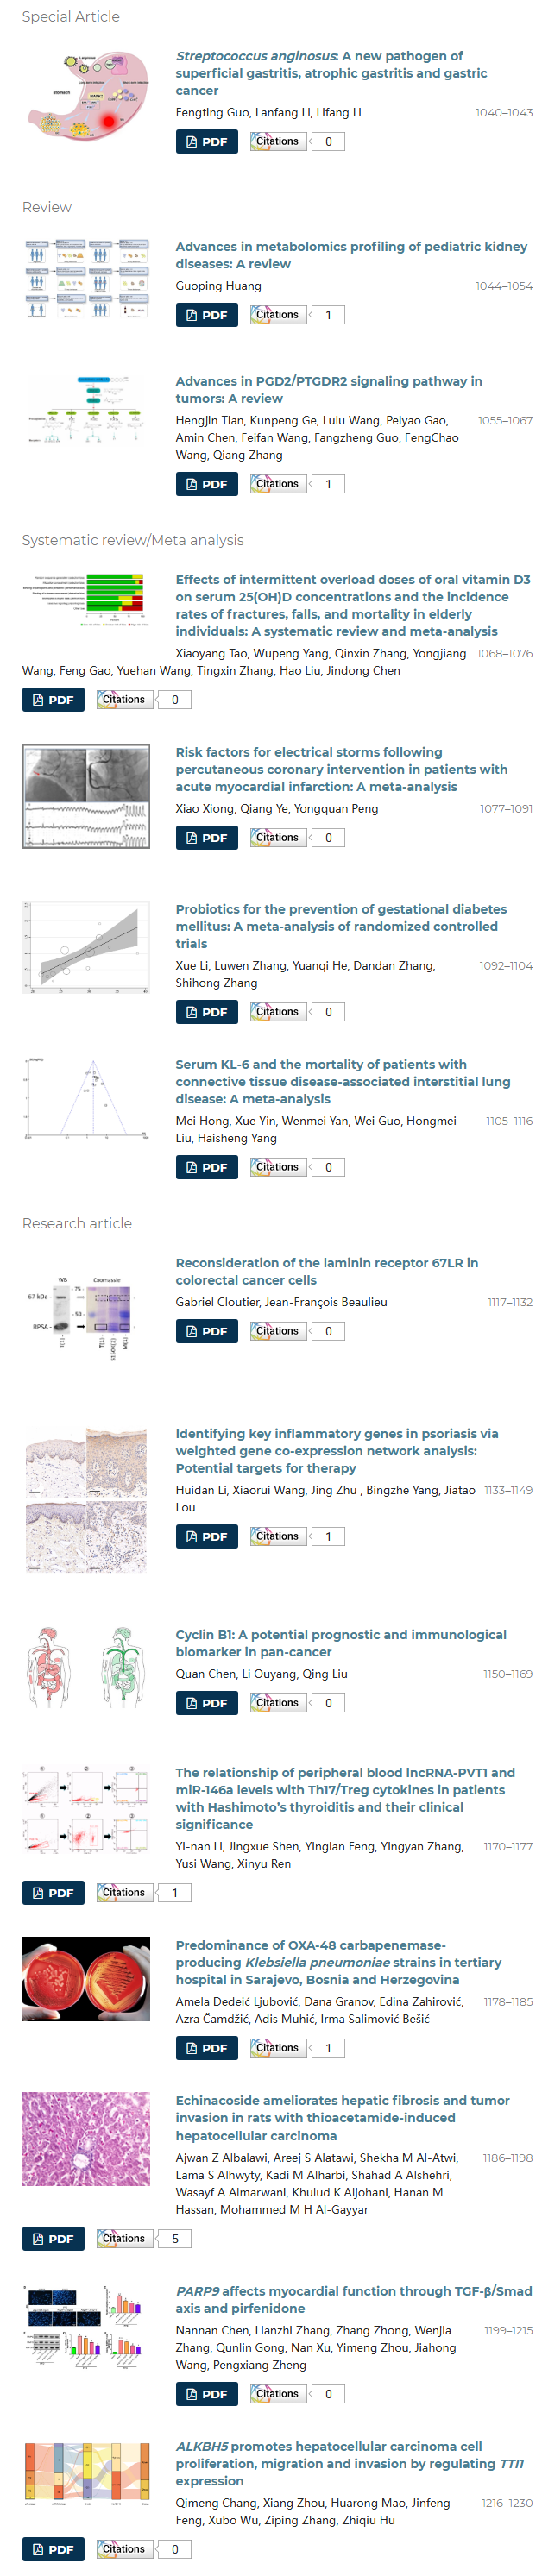 Special Article
Streptococcus anginosus: A new pathogen of
superficial gastritis, atrophic gastritis and gastric
cancer
Fengting Guo, Lanfang Li, Lifang Li 1040–1043
PDF Citations 0
Review
Advances in metabolomics profiling of pediatric kidney
diseases: A review
Guoping Huang 1044–1054
PDF Citations 1
Advances in PGD2/PTGDR2 signaling pathway in
tumors: A review
Hengjin Tian, Kunpeng Ge, Lulu Wang, Peiyao Gao, 1055–1067
Amin Chen, Feifan Wang, Fangzheng Guo, FengChao
Wang, Qiang Zhang
PDF Citations 1
Systematic review/Meta analysis
Effects of intermittent overload doses of oral vitamin D3
on serum 25(OH)D concentrations and the incidence
rates of fractures, falls, and mortality in elderly
individuals: A systematic review and meta-analysis
Xiaoyang Tao, Wupeng Yang, Qinxin Zhang, Yongjiang 1068–1076
Wang, Feng Gao, Yuehan Wang, Tingxin Zhang, Hao Liu, Jindong Chen
PDF Citations 0
Risk factors for electrical storms following
percutaneous coronary intervention in patients with
acute myocardial infarction: A meta-analysis
Xiao Xiong, Qiang Ye, Yongquan Peng 1077–1091
PDF Citations 0
Probiotics for the prevention of gestational diabetes
mellitus: A meta-analysis of randomized controlled
trials
Xue Li, Luwen Zhang, Yuanqi He, Dandan Zhang, 1092–1104
Shihong Zhang
PDF Citations 0
Serum KL-6 and the mortality of patients with
connective tissue disease-associated interstitial lung
disease: A meta-analysis
Mei Hong, Xue Yin, Wenmei Yan, Wei Guo, Hongmei 1105–1116
Liu, Haisheng Yang
PDF Citations 0
Research article
Reconsideration of the laminin receptor 67LR in
colorectal cancer cells
Gabriel Cloutier, Jean-François Beaulieu 1117–1132
PDF Citations 0
WB Coomassie
75
67 kDa
53
RPSA
Identifying key inflammatory genes in psoriasis via
weighted gene co-expression network analysis:
Potential targets for therapy
Huidan Li, Xiaorui Wang, Jing Zhu , Bingzhe Yang, Jiatao 1133–1149
Lou
PDF Citations 1
Cyclin B1: A potential prognostic and immunological
biomarker in pan-cancer
Quan Chen, Li Ouyang, Qing Liu 1150–1169
PDF Citations 0
The relationship of peripheral blood lncRNA-PVT1 and
miR-146a levels with Th17/Treg cytokines in patients
with Hashimoto’s thyroiditis and their clinical
significance
Yi-nan Li, Jingxue Shen, Yinglan Feng, Yingyan Zhang, 1170–1177
Yusi Wang, Xinyu Ren
PDF Citations 1
Predominance of OXA-48 carbapenemase-
producing Klebsiella pneumoniae strains in tertiary
hospital in Sarajevo, Bosnia and Herzegovina
Amela Dedeić Ljubović, Đana Granov, Edina Zahirović, 1178–1185
Azra Čamdžić, Adis Muhić, Irma Salimović Bešić
PDF Citations 1
Echinacoside ameliorates hepatic fibrosis and tumor
invasion in rats with thioacetamide-induced
hepatocellular carcinoma
Ajwan Z Albalawi, Areej S Alatawi, Shekha M Al-Atwi, 1186–1198
Lama S Alhwyty, Kadi M Alharbi, Shahad A Alshehri,
Wasayf A Almarwani, Khulud K Aljohani, Hanan M
Hassan, Mohammed M H Al-Gayyar
PDF Citations 5
PARP9 affects myocardial function through TGF-β/Smad
axis and pirfenidone
Nannan Chen, Lianzhi Zhang, Zhang Zhong, Wenjia 1199–1215
Zhang, Qunlin Gong, Nan Xu, Yimeng Zhou, Jiahong
Wang, Pengxiang Zheng
PDF Citations 0
ALKBH5 promotes hepatocellular carcinoma cell
proliferation, migration and invasion by regulating TTI1
expression
Qimeng Chang, Xiang Zhou, Huarong Mao, Jinfeng 1216–1230
Feng, Xubo Wu, Ziping Zhang, Zhiqiu Hu
PDF Citations 0